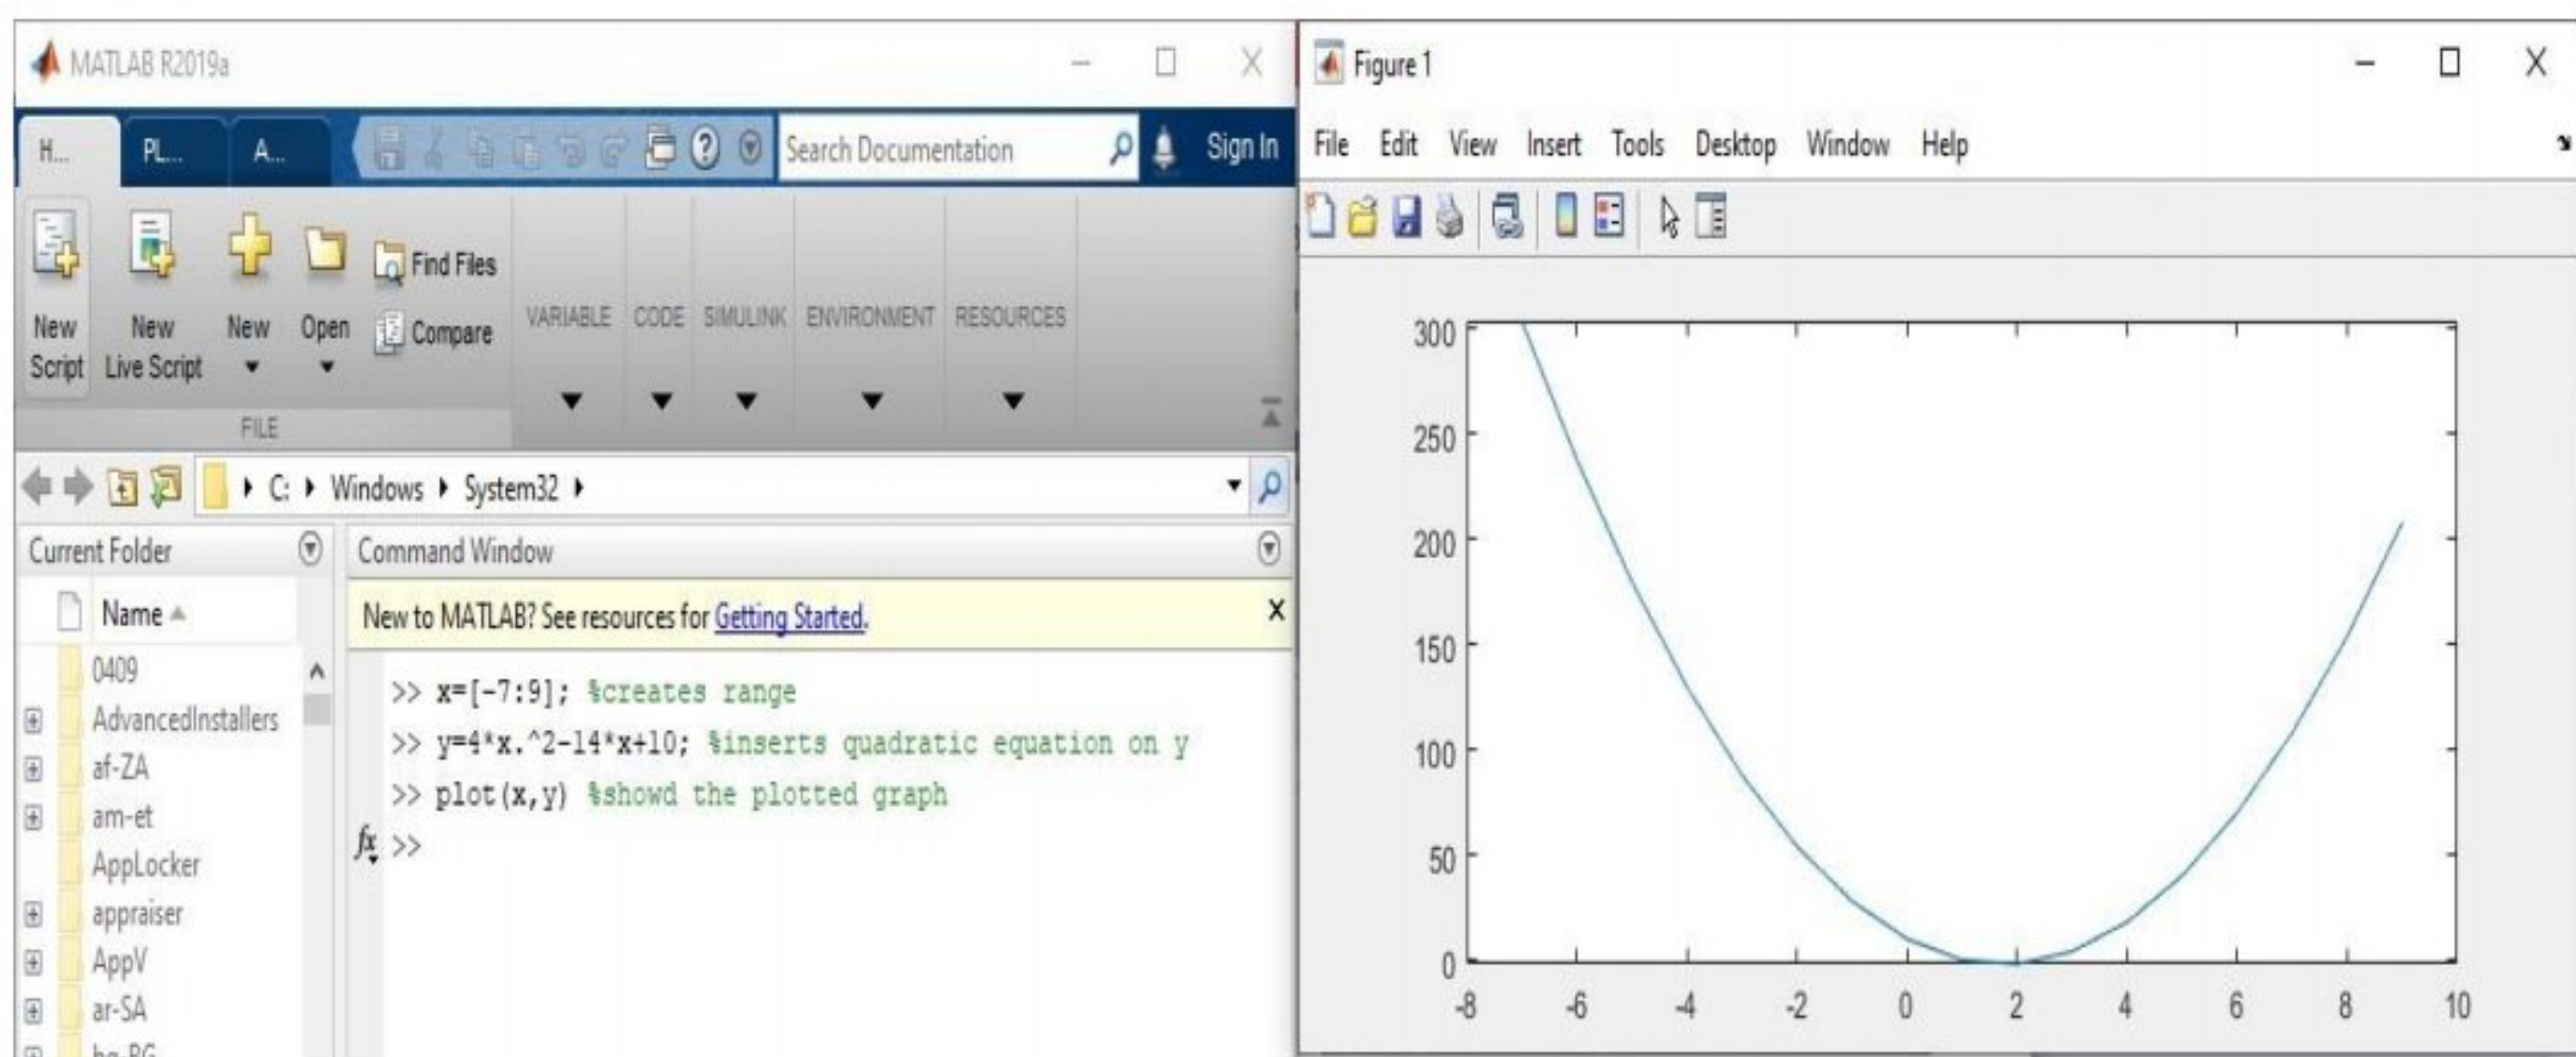 MATLAB R2019a
H...
PL...
A...
Search Documentation
Sign In
New Script
New Live Script
New
Open
Find Files
Compare
VARIABLE
CODE
SIMULINK
ENVIRONMENT
RESOURCES
FILE
C:
Windows
System32
Current Folder
Name
0409
AdvancedInstallers
af-ZA
am-et
AppLocker
appraiser
AppV
ar-SA
bg-BG
Command Window
New to MATLAB? See resources for Getting Started.
>> x=[-7:9]; %creates range
>> y=4*x.^2-14*x+10; %inserts quadratic equation on y
>> plot(x,y) %showd the plotted graph
fx >>
Figure 1
File Edit View Insert Tools Desktop Window Help
300
250
200
150
100
50
0
-8 -6 -4 -2 0 2 4 6 8 10